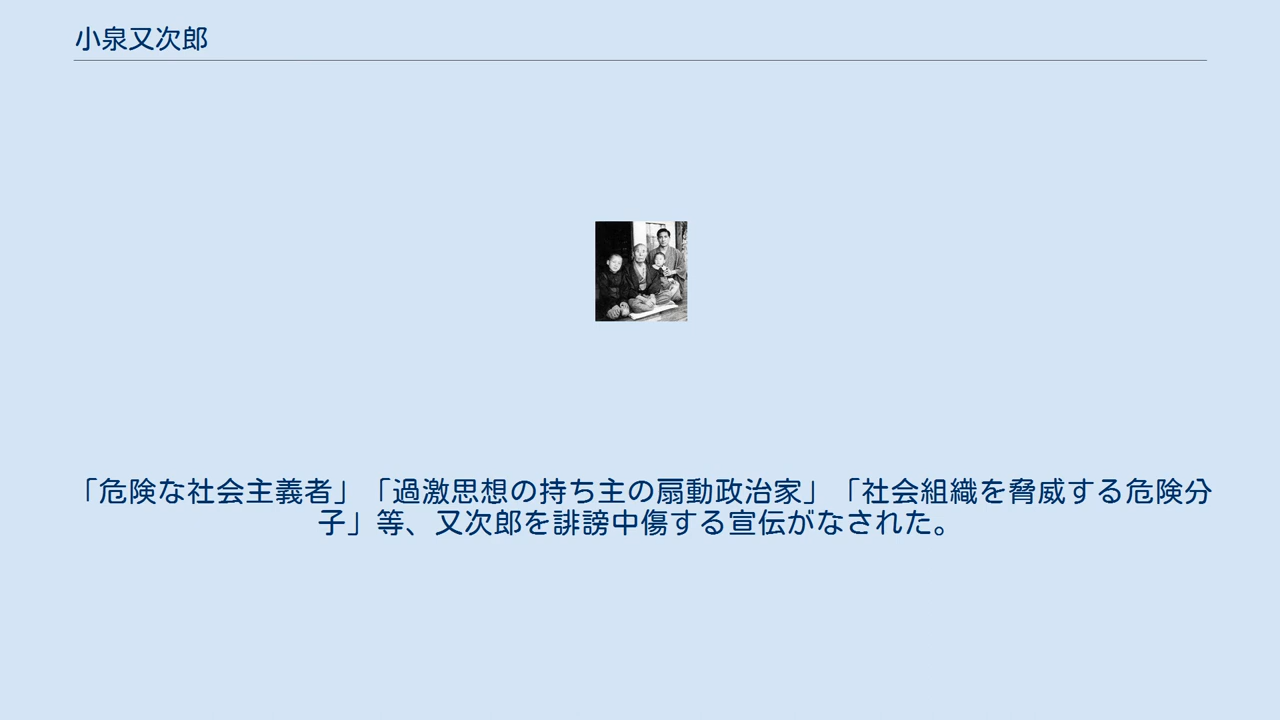 小泉又次郎
「危険な社会主義者」「過激思想の持ち主の扇動政治家」「社会組織を脅威する危険分
子」等、又次郎を誹謗中傷する宣伝がなされた。